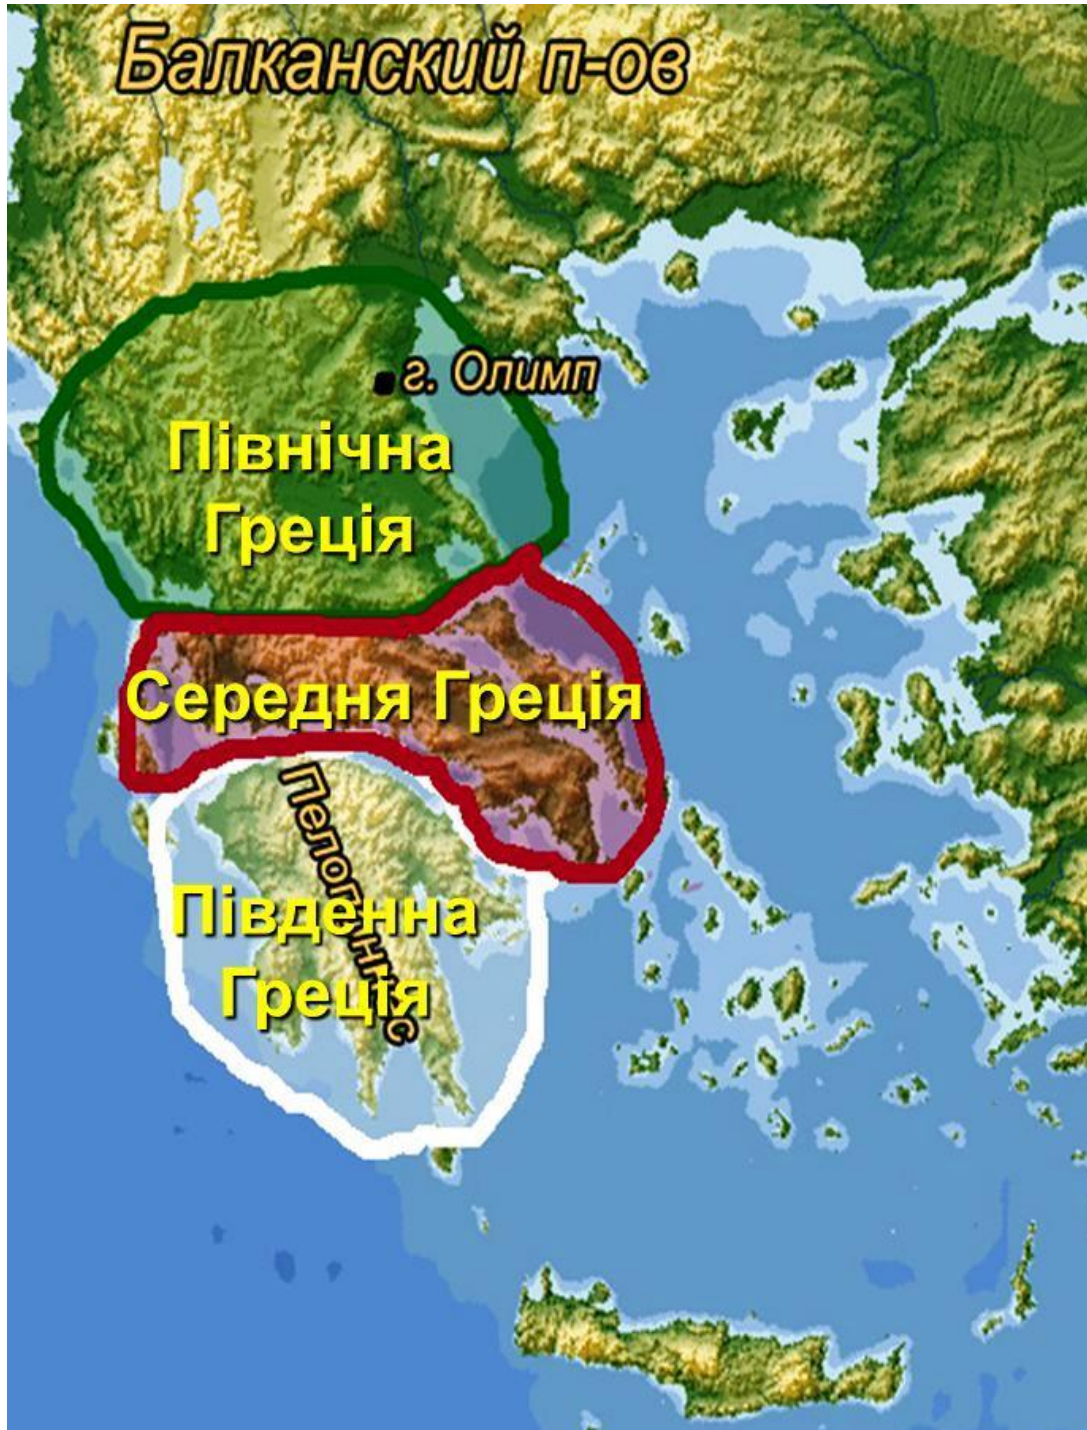 Балканский п-ов
г. Олимп
Північна
Греція
Середня Греція
Пелопоннес
Південна
Греція